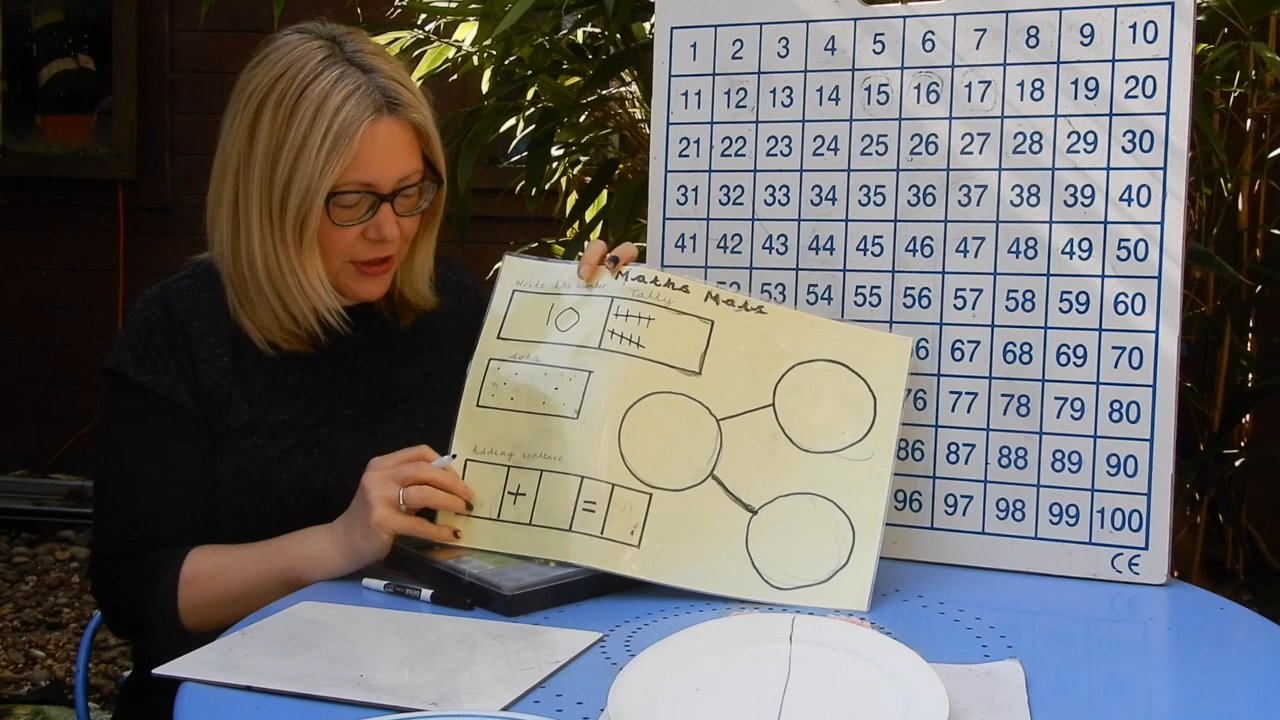 Maths Mats
Write the number
Tally
10
dots
Adding sentence
+ =
1 2 3 4 5 6 7 8 9 10
11 12 13 14 15 16 17 18 19 20
21 22 23 24 25 26 27 28 29 30
31 32 33 34 35 36 37 38 39 40
41 42 43 44 45 46 47 48 49 50
53 54 55 56 57 58 59 60
67 68 69 70
77 78 79 80
86 87 88 89 90
96 97 98 99 100
CE